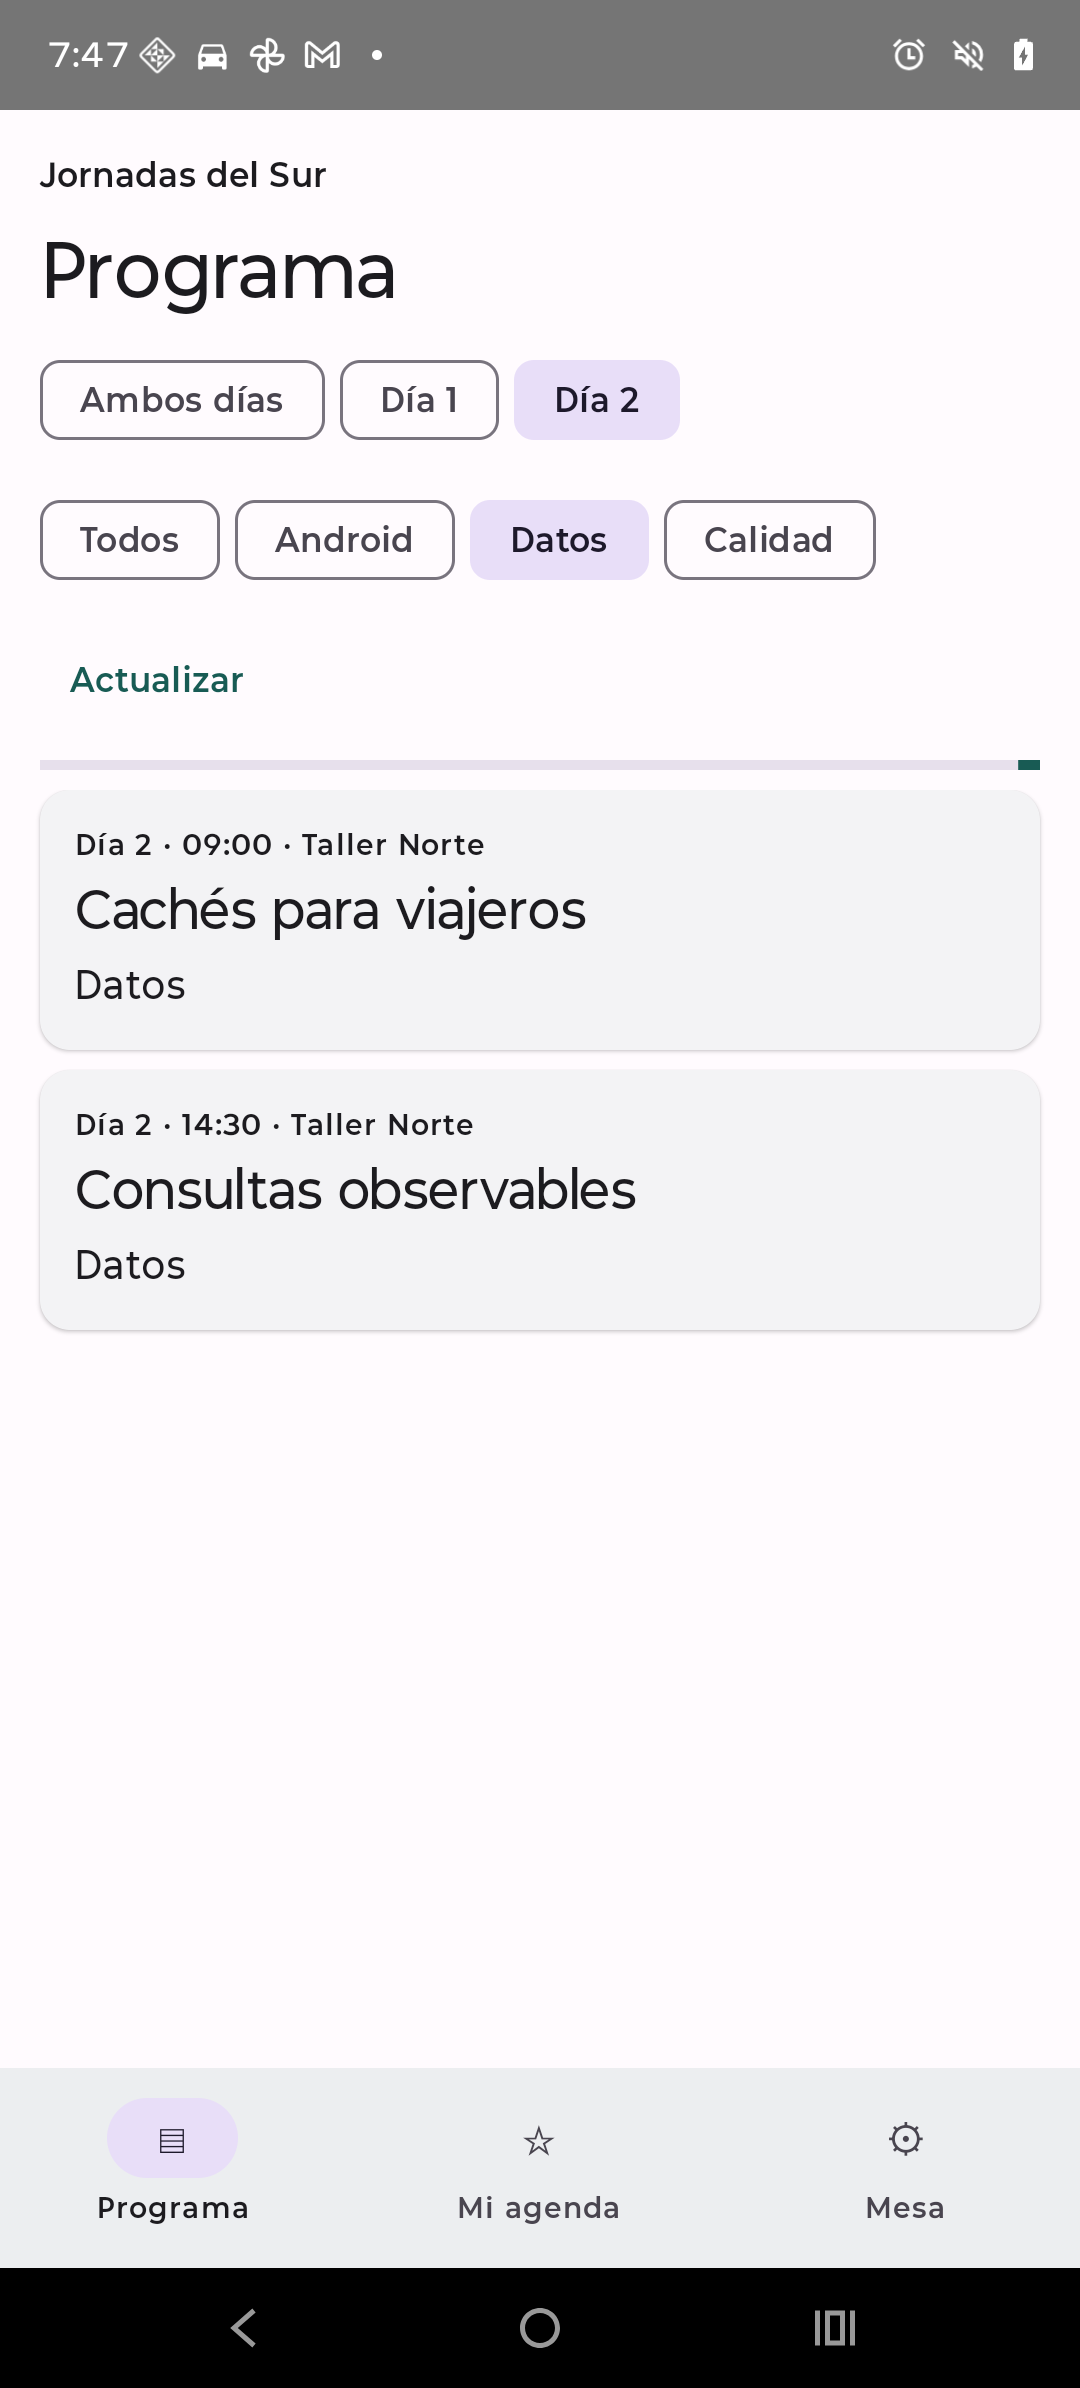 7:47
Jornadas del Sur
Programa
Ambos días Día 1 Día 2
Todos Android Datos Calidad
Actualizar
Día 2 · 09:00 · Taller Norte
Cachés para viajeros
Datos
Día 2 · 14:30 · Taller Norte
Consultas observables
Datos
Programa Mi agenda Mesa